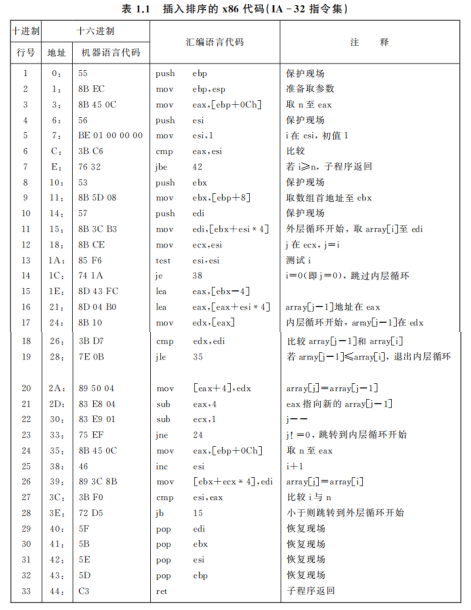 表 1.1 插入排序的 x86 代码(IA-32 指令集)
十进制 十六进制 汇编语言代码 注 释
行号 地址 机器语言代码
1 0: 55 push ebp 保护现场
2 1: 8B EC mov ebp,esp 准备取参数
3 3: 8B 45 0C mov eax,[ebp+0Ch] 取 n 至 eax
4 6: 56 push esi 保护现场
5 7: BE 01 00 00 00 mov esi,1 i 在 esi,初值 1
6 C: 3B C6 cmp eax,esi 比较
7 E: 76 32 jbe 42 若 i≥n,子程序返回
8 10: 53 push ebx 保护现场
9 11: 8B 5D 08 mov ebx,[ebp+8] 取数组首地址至 ebx
10 14: 57 push edi 保护现场
11 15: 8B 3C B3 mov edi,[ebx+esi*4] 外层循环开始,取 array[i]至 edi
12 18: 8B CE mov ecx,esi j 在 ecx,j=i
13 1A: 85 F6 test esi,esi 测试 i
14 1C: 74 1A je 38 i=0(即 j=0),跳过内层循环
15 1E: 8D 43 FC lea eax,[ebx-4]
16 21: 8D 04 B0 lea eax,[eax+esi*4] array[j-1]地址在 eax
17 24: 8B 10 mov edx,[eax] 内层循环开始,array[j-1]在 edx
18 26: 3B D7 cmp edx,edi 比较 array[j-1]和 array[i]
19 28: 7E 0B jle 35 若 array[j-1]≤array[i],退出内层循环
20 2A: 89 50 04 mov [eax+4],edx array[j]=array[j-1]
21 2D: 83 E8 04 sub eax,4 eax 指向新的 array[j-1]
22 30: 83 E9 01 sub ecx,1 j--
23 33: 75 EF jne 24 j!=0,跳转到内层循环开始
24 35: 8B 45 0C mov eax,[ebp+0Ch] 取 n 至 eax
25 38: 46 inc esi i+1
26 39: 89 3C 8B mov [ebx+ecx*4],edi array[j]=array[i]
27 3C: 3B F0 cmp esi,eax 比较 i 与 n
28 3E: 72 D5 jb 15 小于则跳转到外层循环开始
29 40: 5F pop edi 恢复现场
30 41: 5B pop ebx 恢复现场
31 42: 5E pop esi 恢复现场
32 43: 5D pop ebp 恢复现场
33 44: C3 ret 子程序返回